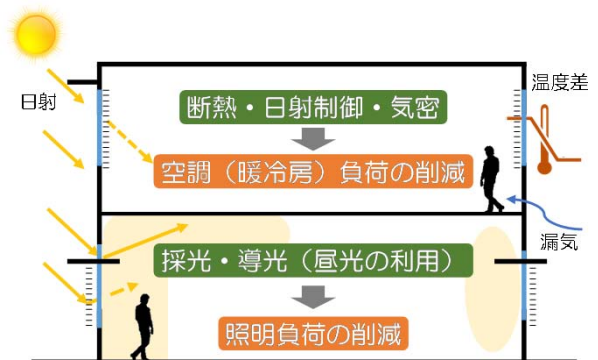 日射
温度差
断熱・日射制御・気密
空調（暖冷房）負荷の削減
漏気
採光・導光（昼光の利用）
照明負荷の削減